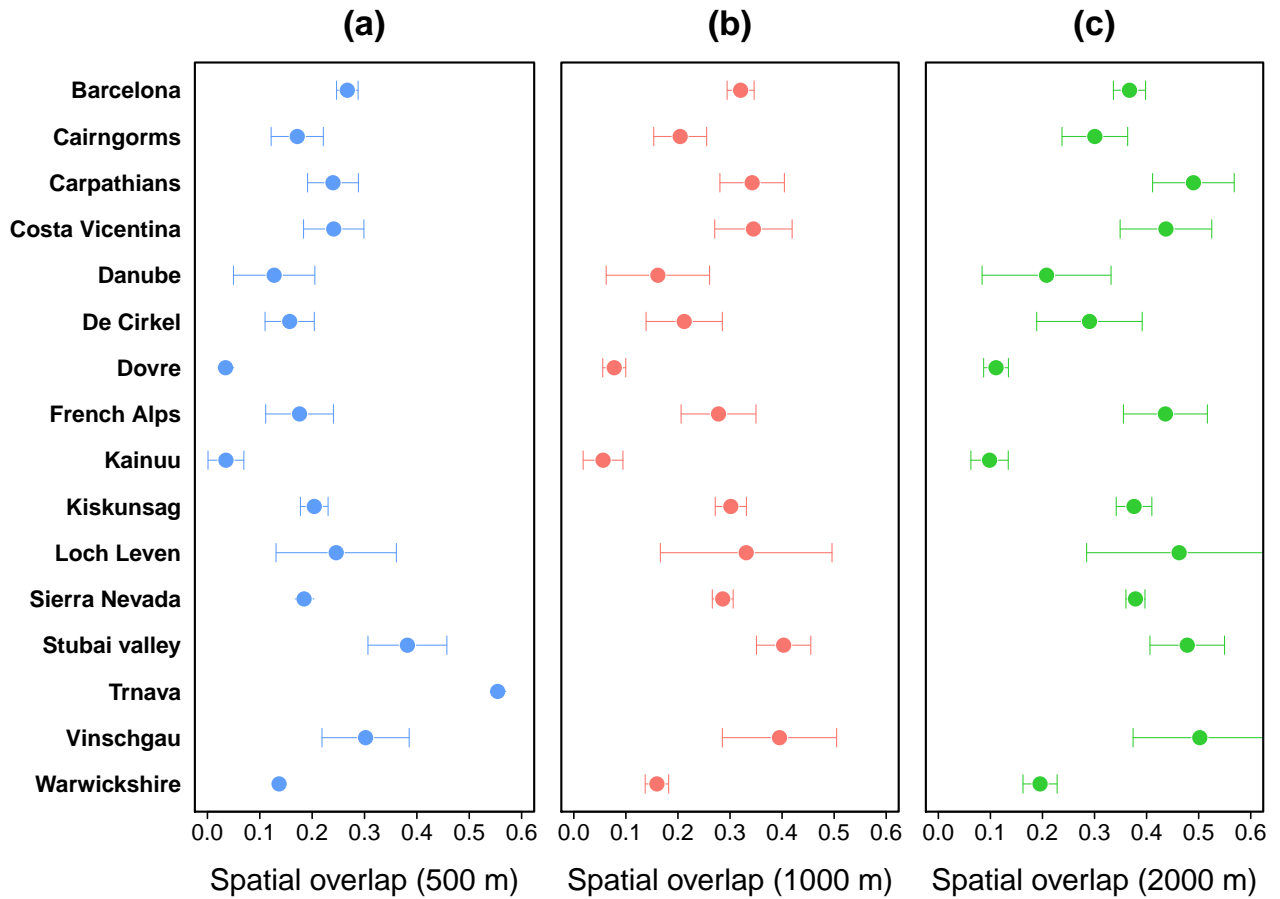 (a) (b) (c)
Barcelona
Cairngorms
Carpathians
Costa Vicentina
Danube
De Cirkel
Dovre
French Alps
Kainuu
Kiskunsag
Loch Leven
Sierra Nevada
Stubai valley
Trnava
Vinschgau
Warwickshire
0.0 0.1 0.2 0.3 0.4 0.5 0.6 0.0 0.1 0.2 0.3 0.4 0.5 0.6 0.0 0.1 0.2 0.3 0.4 0.5 0.6
Spatial overlap (500 m) Spatial overlap (1000 m) Spatial overlap (2000 m)